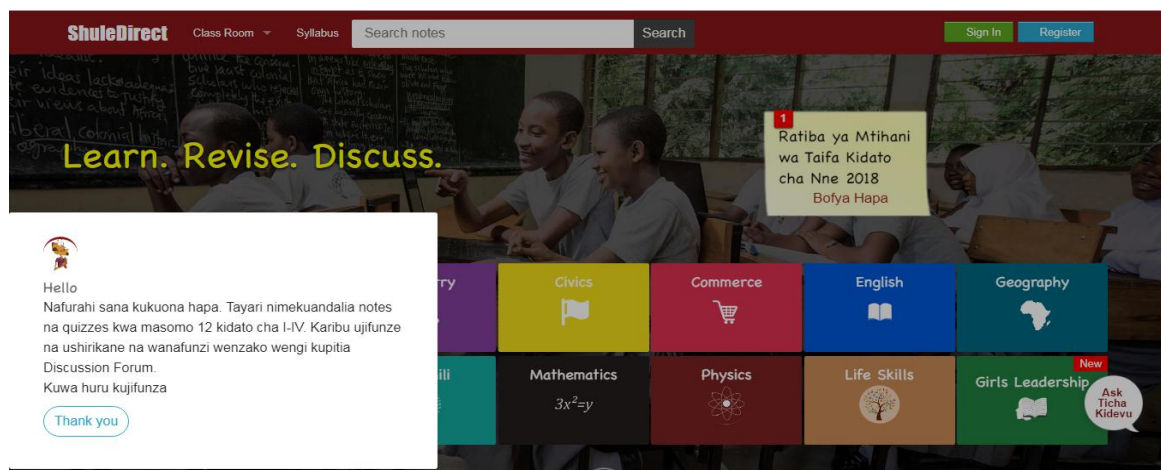 ShuleDirect
Class Room
Syllabus
Search notes
Search
Sign In
Register
Learn. Revise. Discuss.
1
Ratiba ya Mtihani
wa Taifa Kidato
cha Nne 2018
Bofya Hapa
Hello
Nafurahi sana kukuona hapa. Tayari nimekuandalia notes
na quizzes kwa masomo 12 kidato cha I-IV. Karibu ujifunze
na ushirikane na wanafunzi wenzako wengi kupitia
Discussion Forum.
Kuwa huru kujifunza
Thank you
ry
Civics
Commerce
English
Geography
ili
Mathematics
3x²=y
Physics
Life Skills
New
Girls Leadership
Ask
Ticha
Kidevu